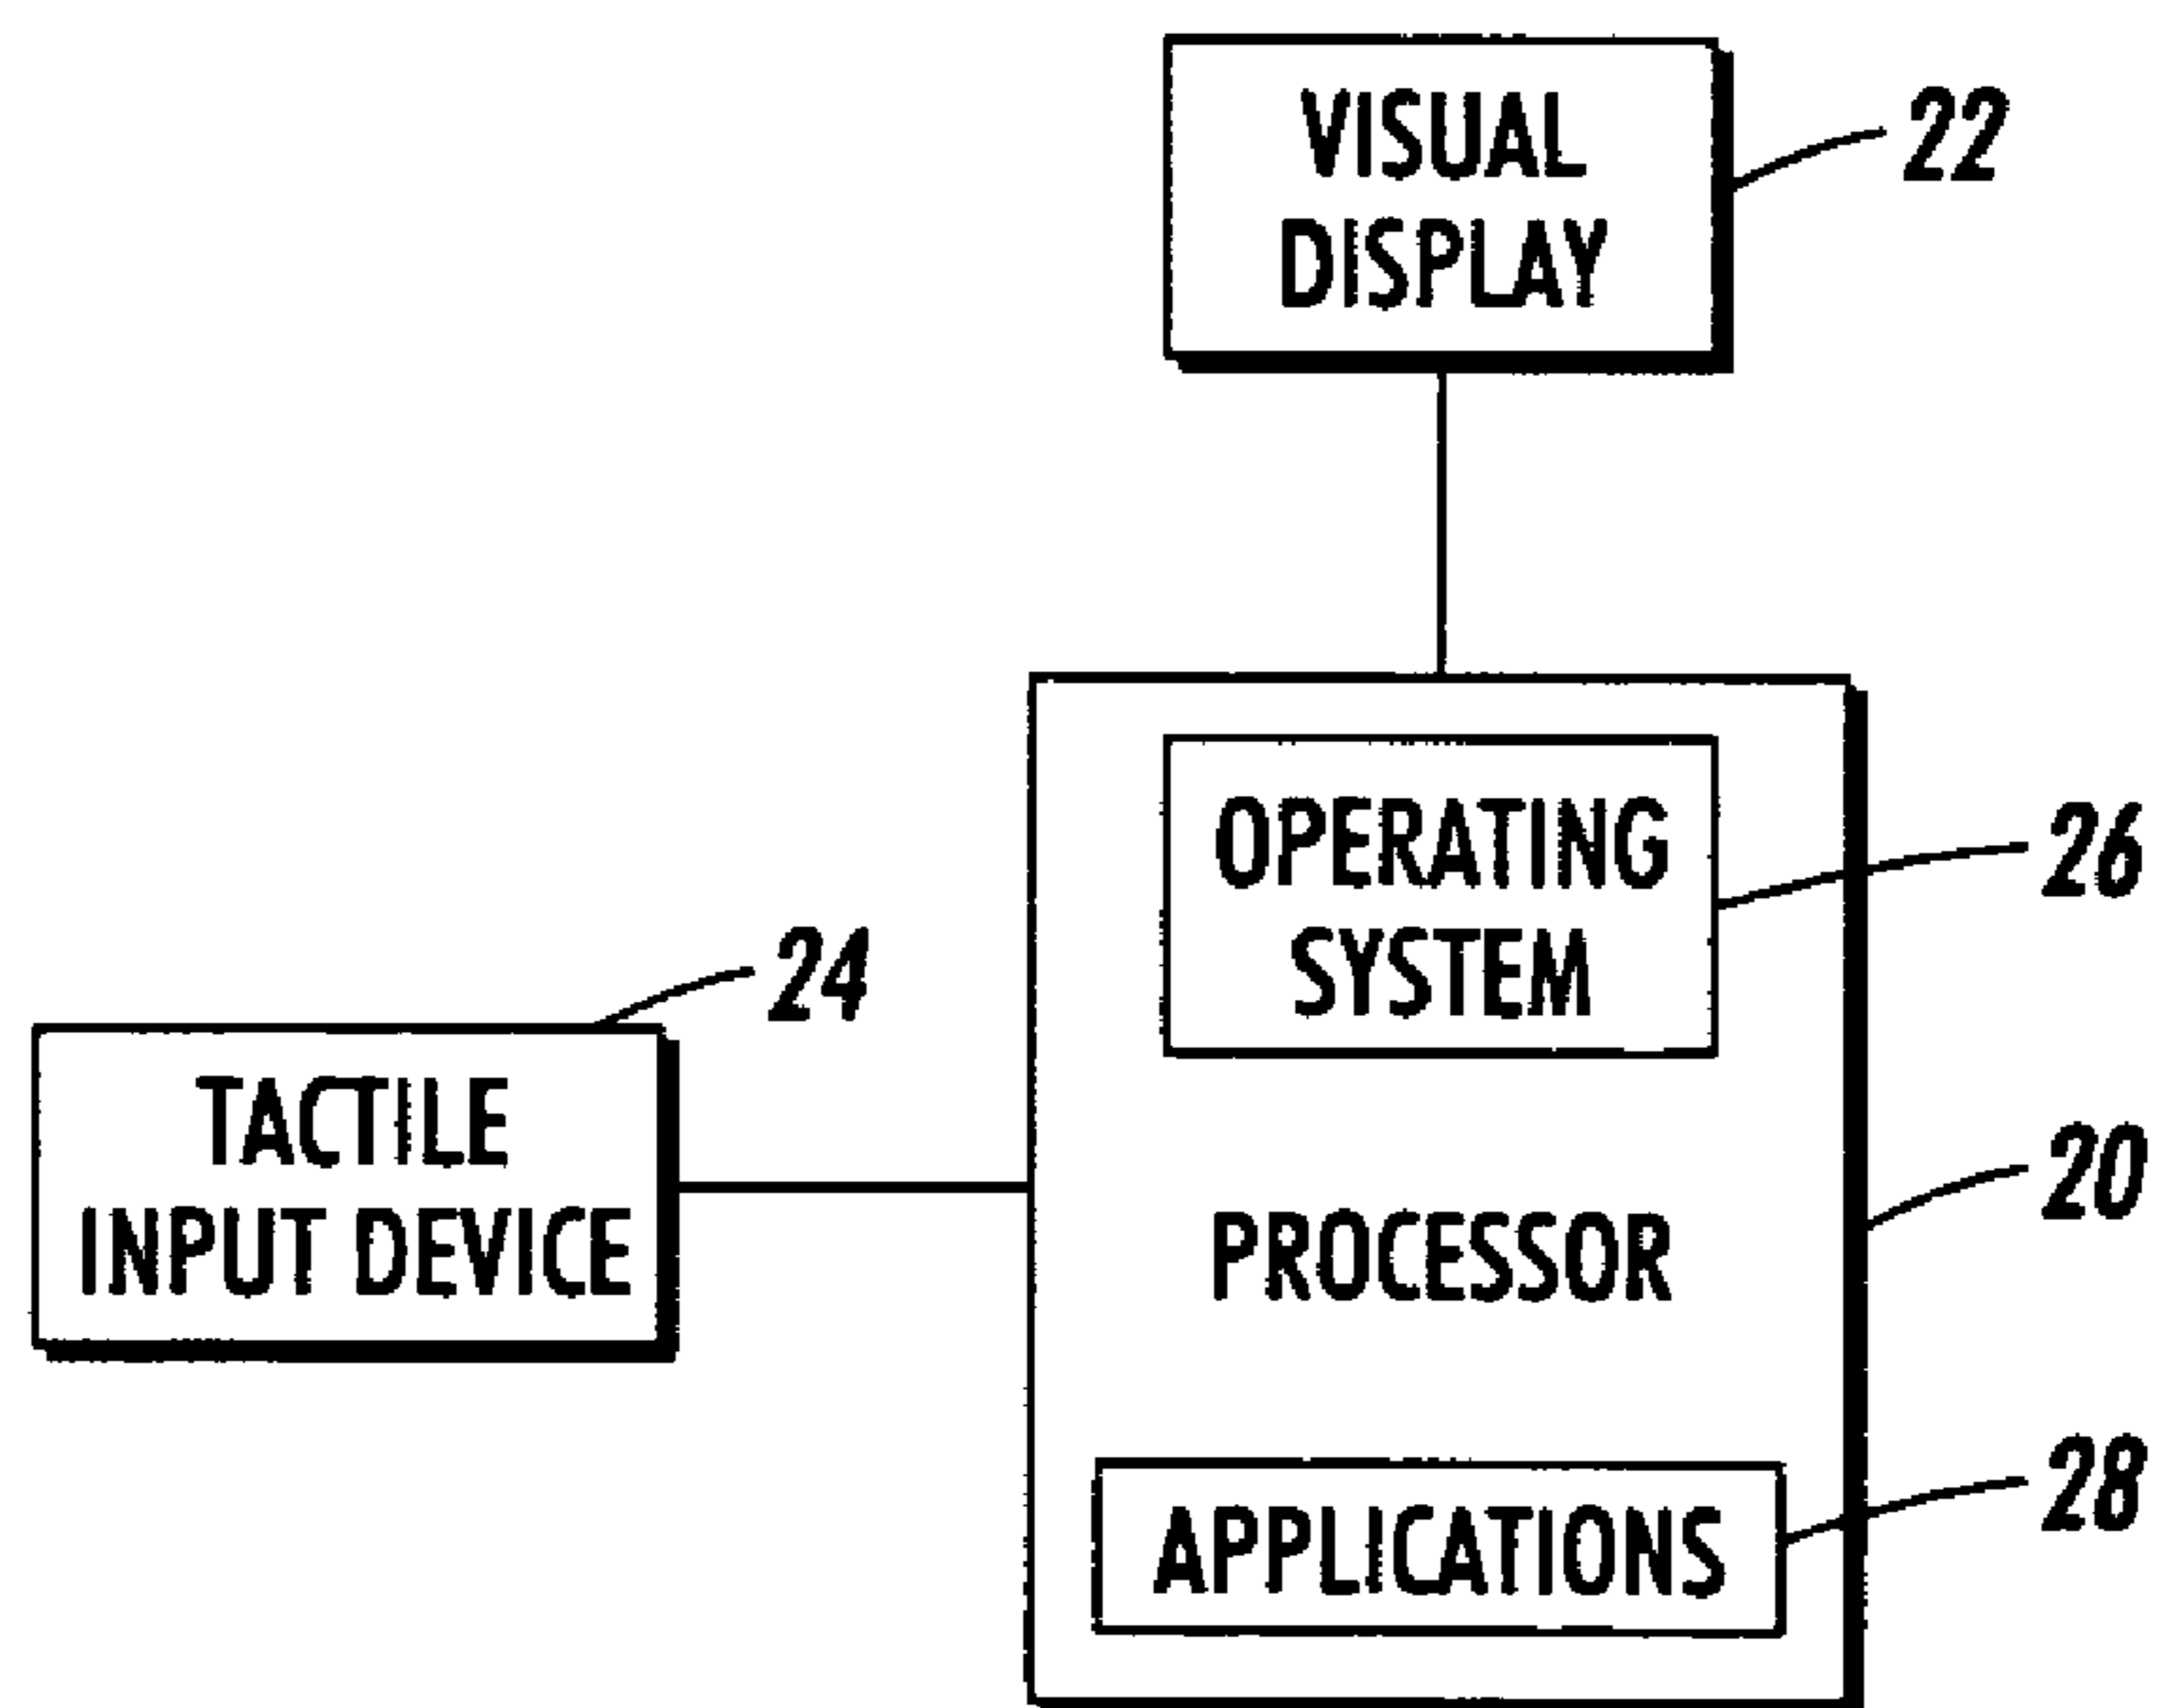 VISUAL
DISPLAY
22
OPERATING
SYSTEM
26
24
TACTILE
INPUT DEVICE
20
PROCESSOR
28
APPLICATIONS